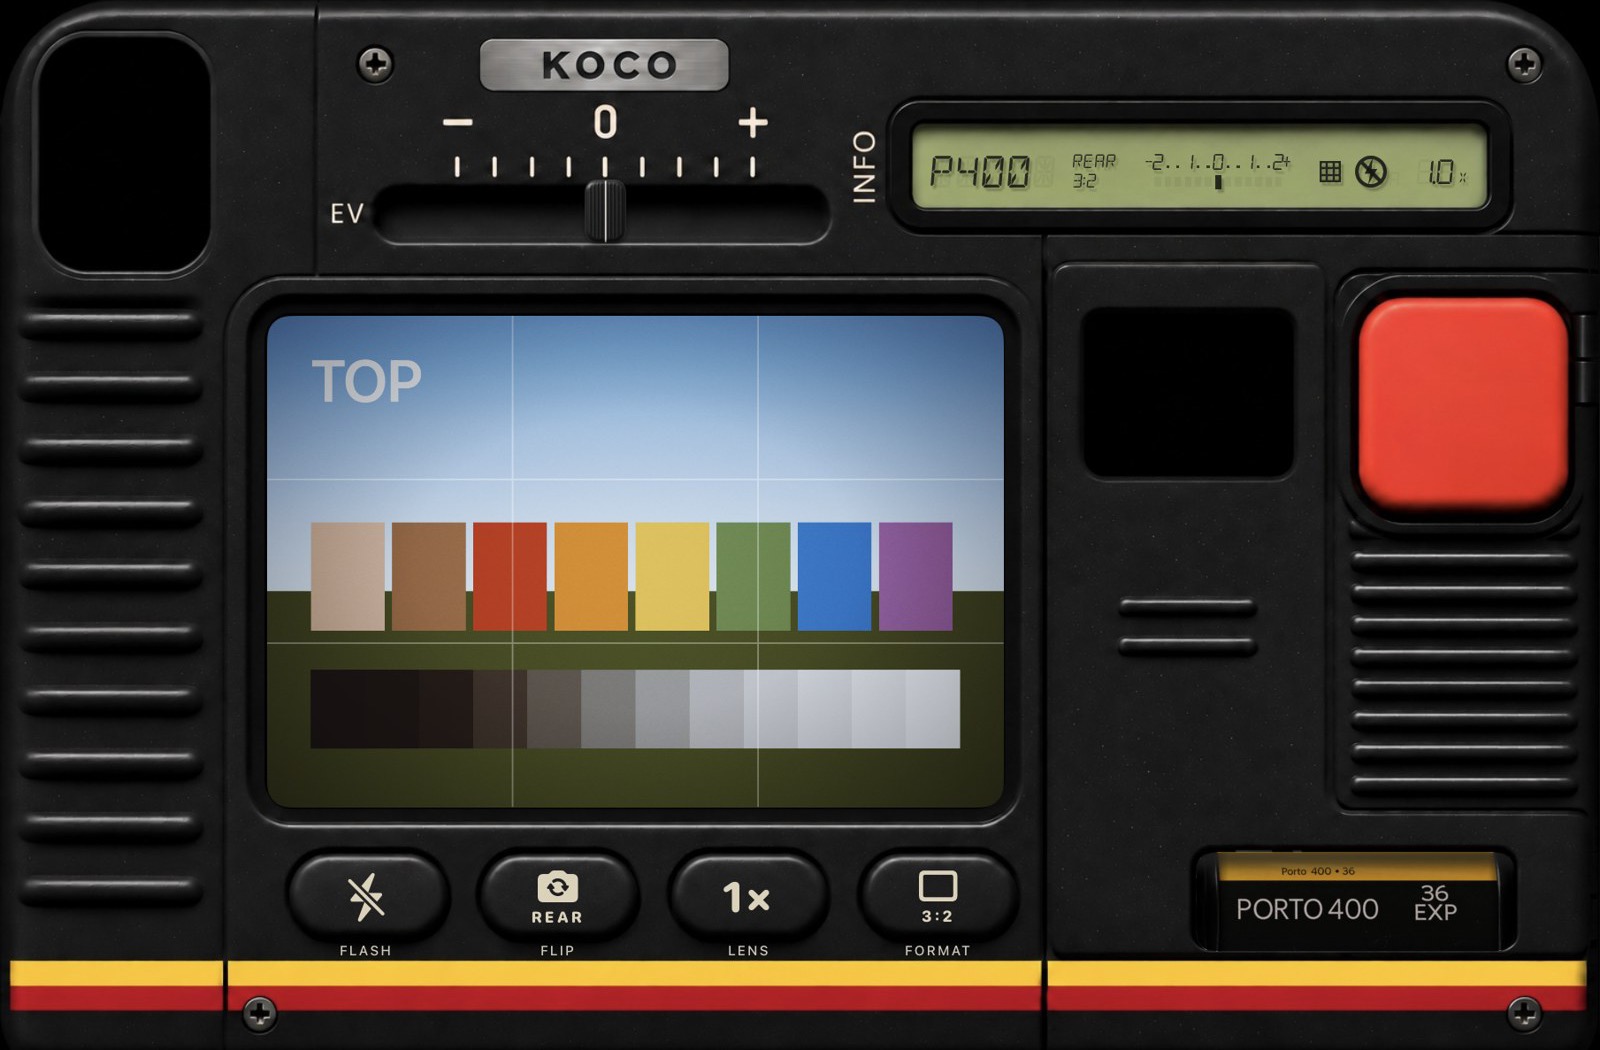 KOCO
− 0 +
EV
INFO
P400
REAR
3:2
-2..1..0..1..2+
1.0x
TOP
REAR
1x
3:2
FLASH
FLIP
LENS
FORMAT
Porto 400 • 36
PORTO 400
36
EXP